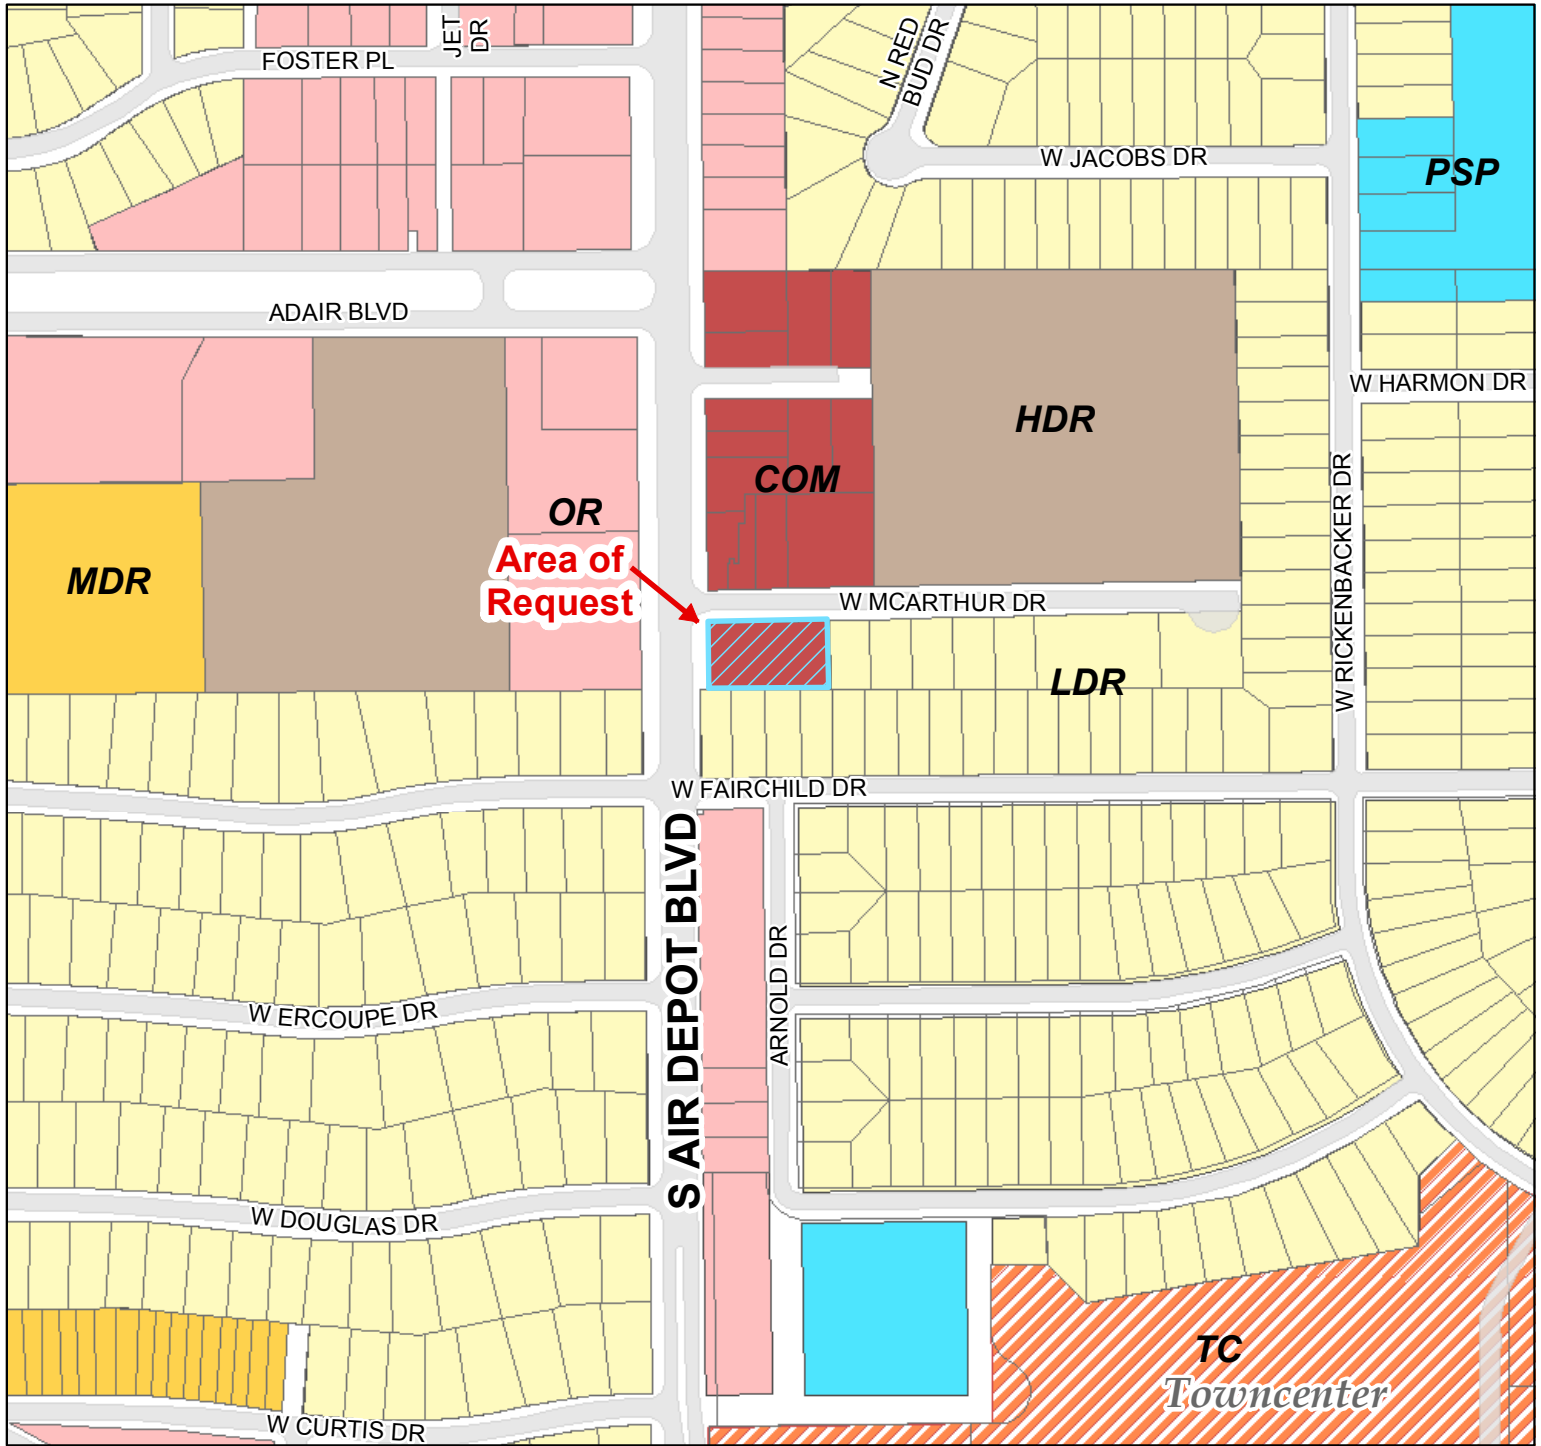 JET
DR
FOSTER PL
N RED
BUD DR
W JACOBS DR
PSP
ADAIR BLVD
W HARMON DR
HDR
COM
OR
W RICKENBACKER DR
Area of
Request
MDR
W MCARTHUR DR
LDR
W FAIRCHILD DR
S AIR DEPOT BLVD
ARNOLD DR
W ERCOUPE DR
W DOUGLAS DR
TC
Towncenter
W CURTIS DR